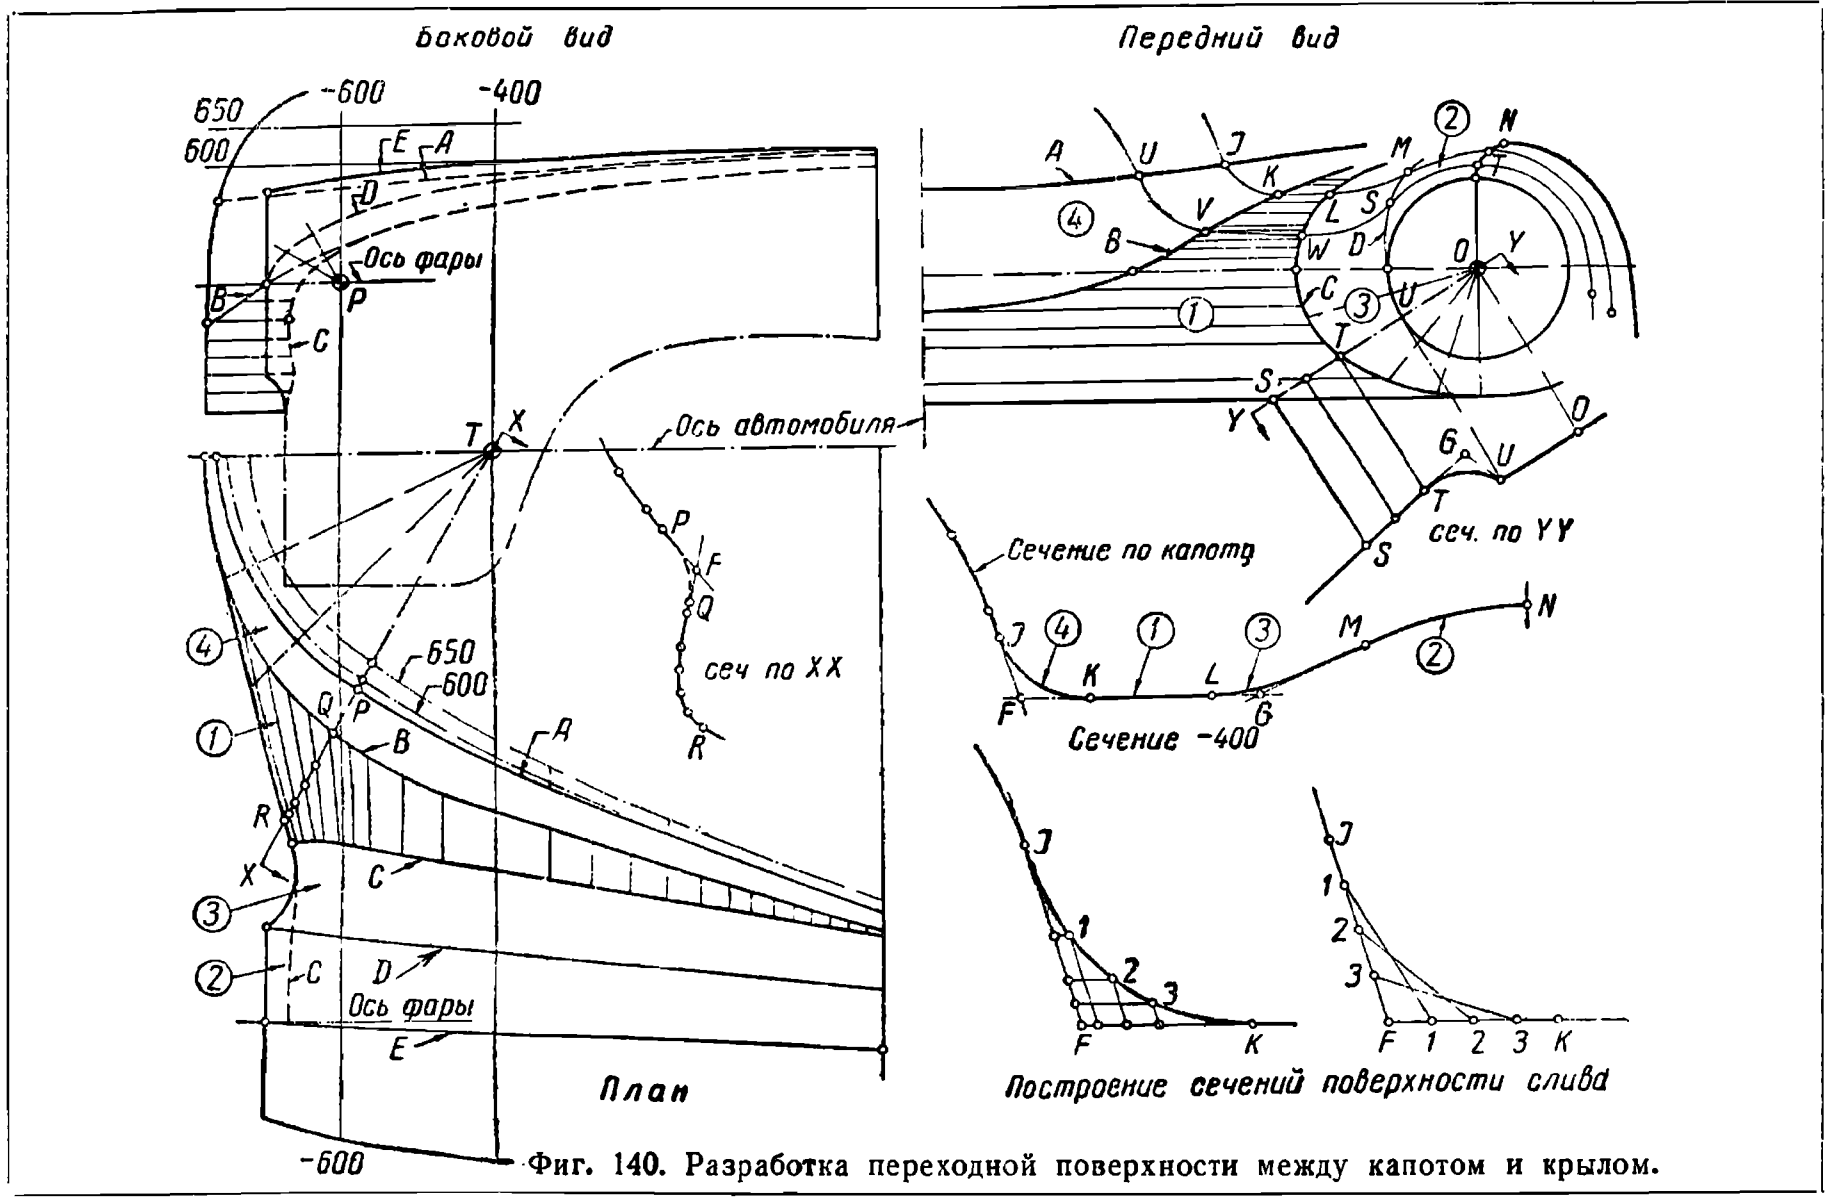 Боковой вид
Передний вид
-600
-400
650
600
E
A
D
Ось фары
B
P
C
T
X
Ось автомобиля
P
F
Q
сеч по XX
R
4
650
600
Q
P
1
B
A
R
X
C
3
2
C
D
Ось фары
E
План
-600
A
U
J
K
M
2
N
T
4
V
L
S
B
W
D
O
Y
C
3
U
1
T
S
Y
O
G
U
T
S
сеч. по YY
Сечение по капоту
J
4
1
3
M
2
N
K
L
F
G
Сечение -400
J
1
2
3
F
K
J
1
2
3
F
1
2
3
K
Построение сечений поверхности слива
Фиг. 140. Разработка переходной поверхности между капотом и крылом.